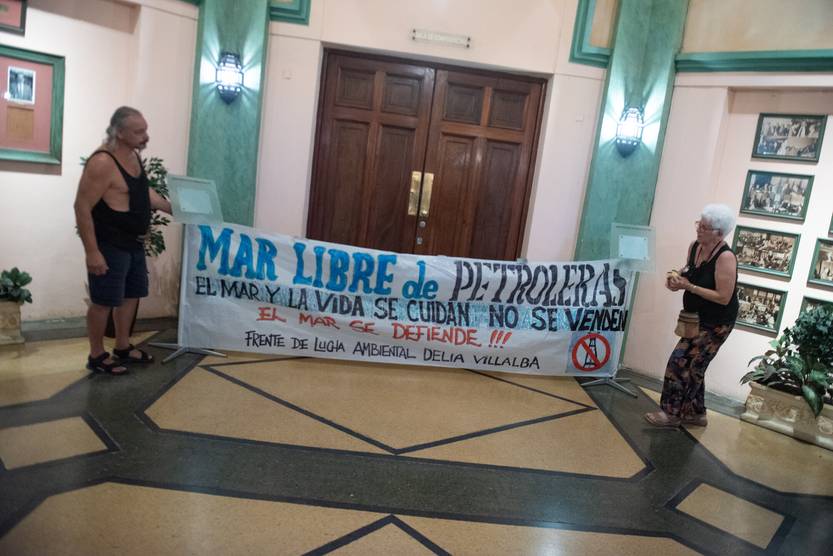 MAR LIBRE de PETROLERAS
EL MAR Y LA VIDA SE CUIDAN NO SE VENDEN
EL MAR SE DEFIENDE !!!
FRENTE DE LUCHA AMBIENTAL DELIA VILLALBA